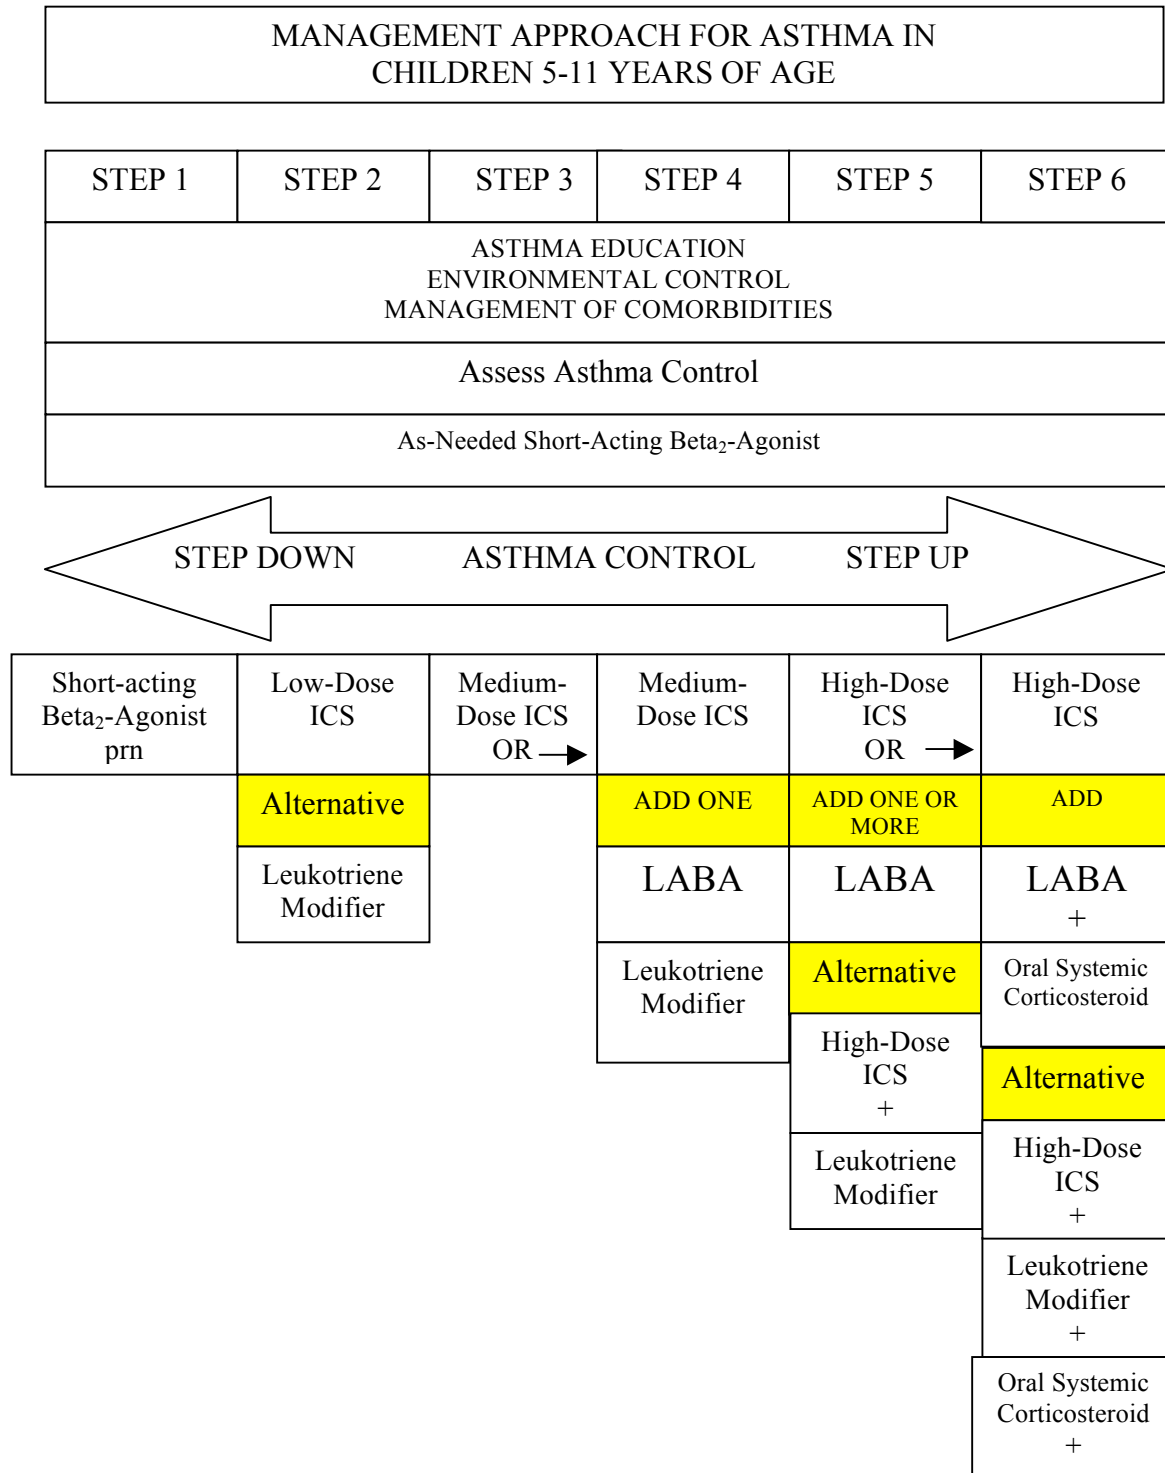 MANAGEMENT APPROACH FOR ASTHMA IN
CHILDREN 5-11 YEARS OF AGE
STEP 1
STEP 2
STEP 3
STEP 4
STEP 5
STEP 6
ASTHMA EDUCATION
ENVIRONMENTAL CONTROL
MANAGEMENT OF COMORBIDITIES
Assess Asthma Control
As-Needed Short-Acting Beta₂-Agonist
STEP DOWN ASTHMA CONTROL STEP UP
Short-acting
Beta₂-Agonist
prn
Low-Dose
ICS
Alternative
Leukotriene
Modifier
Medium-
Dose ICS
OR
Medium-
Dose ICS
ADD ONE
LABA
Leukotriene
Modifier
High-Dose
ICS
OR
ADD ONE OR
MORE
LABA
Alternative
High-Dose
ICS
+
Leukotriene
Modifier
High-Dose
ICS
ADD
LABA
+
Oral Systemic
Corticosteroid
Alternative
High-Dose
ICS
+
Leukotriene
Modifier
+
Oral Systemic
Corticosteroid
+